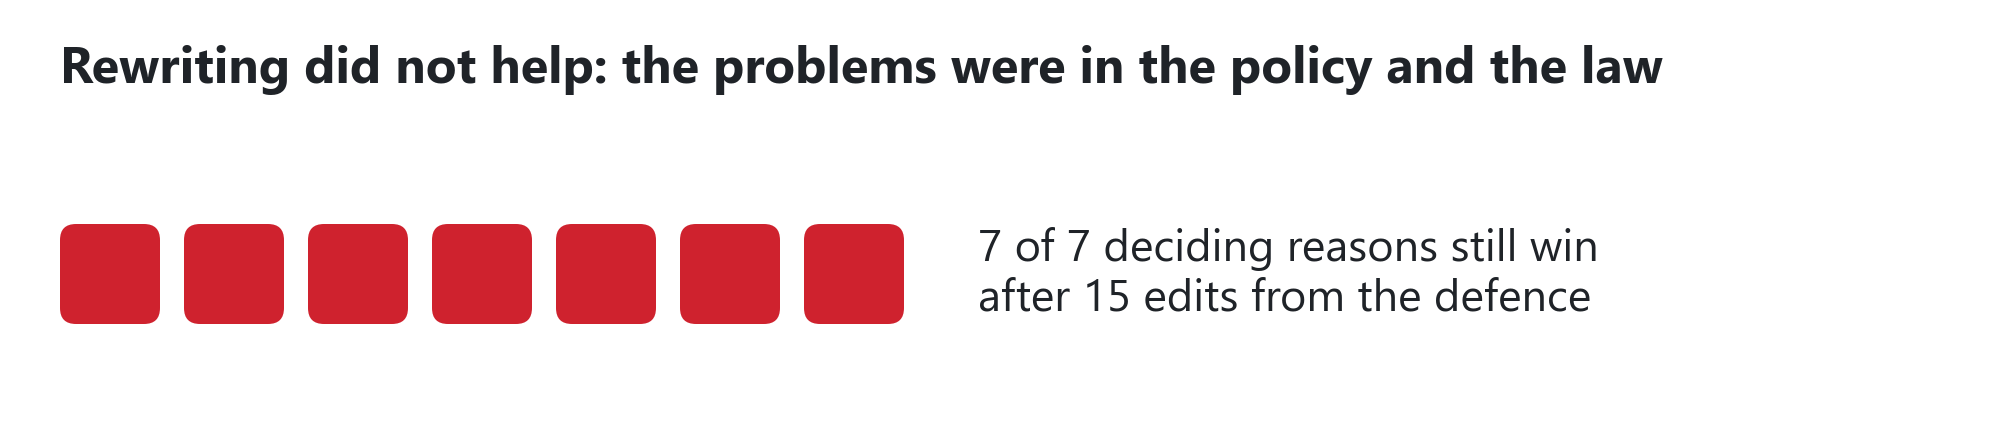 Rewriting did not help: the problems were in the policy and the law
7 of 7 deciding reasons still win
after 15 edits from the defence